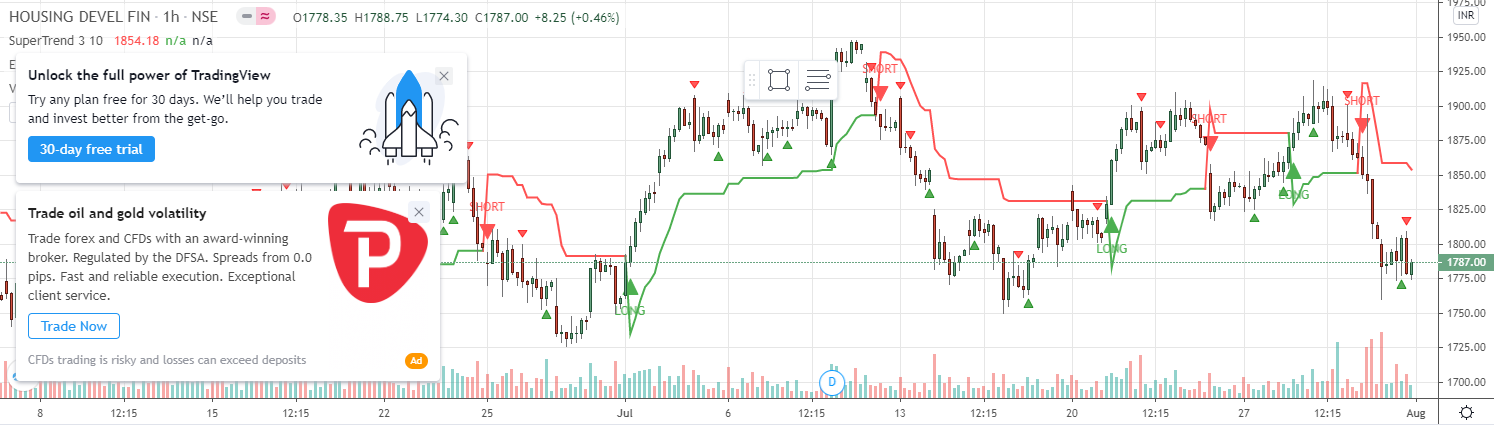 HOUSING DEVEL FIN · 1h · NSE
O1778.35 H1788.75 L1774.30 C1787.00 +8.25 (+0.46%)
INR
SuperTrend 3 10 1854.18 n/a n/a
Unlock the full power of TradingView
Try any plan free for 30 days. We'll help you trade
and invest better from the get-go.
30-day free trial
Trade oil and gold volatility
Trade forex and CFDs with an award-winning
broker. Regulated by the DFSA. Spreads from 0.0
pips. Fast and reliable execution. Exceptional
client service.
Trade Now
CFDs trading is risky and losses can exceed deposits
Ad
P
SHORT
LONG
SHORT
LONG
SHORT
LONG
SHORT
D
1975.00
1950.00
1925.00
1900.00
1875.00
1850.00
1825.00
1800.00
1787.00
1775.00
1750.00
1725.00
1700.00
8 12:15 15 12:15 22 25 Jul 6 12:15 13 12:15 20 12:15 27 12:15 Aug